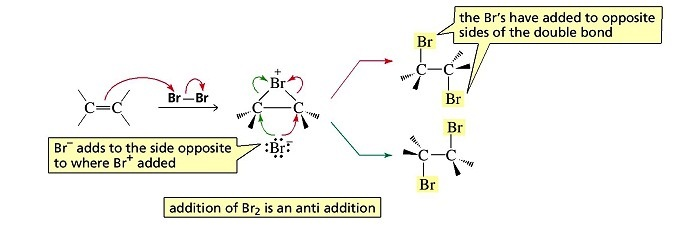 the Br's have added to opposite
sides of the double bond
Br
C—C
Br
C=C
Br—Br
+
Br
C—C
:Br:⁻
Br⁻ adds to the side opposite
to where Br⁺ added
Br
C—C
Br
addition of Br₂ is an anti addition